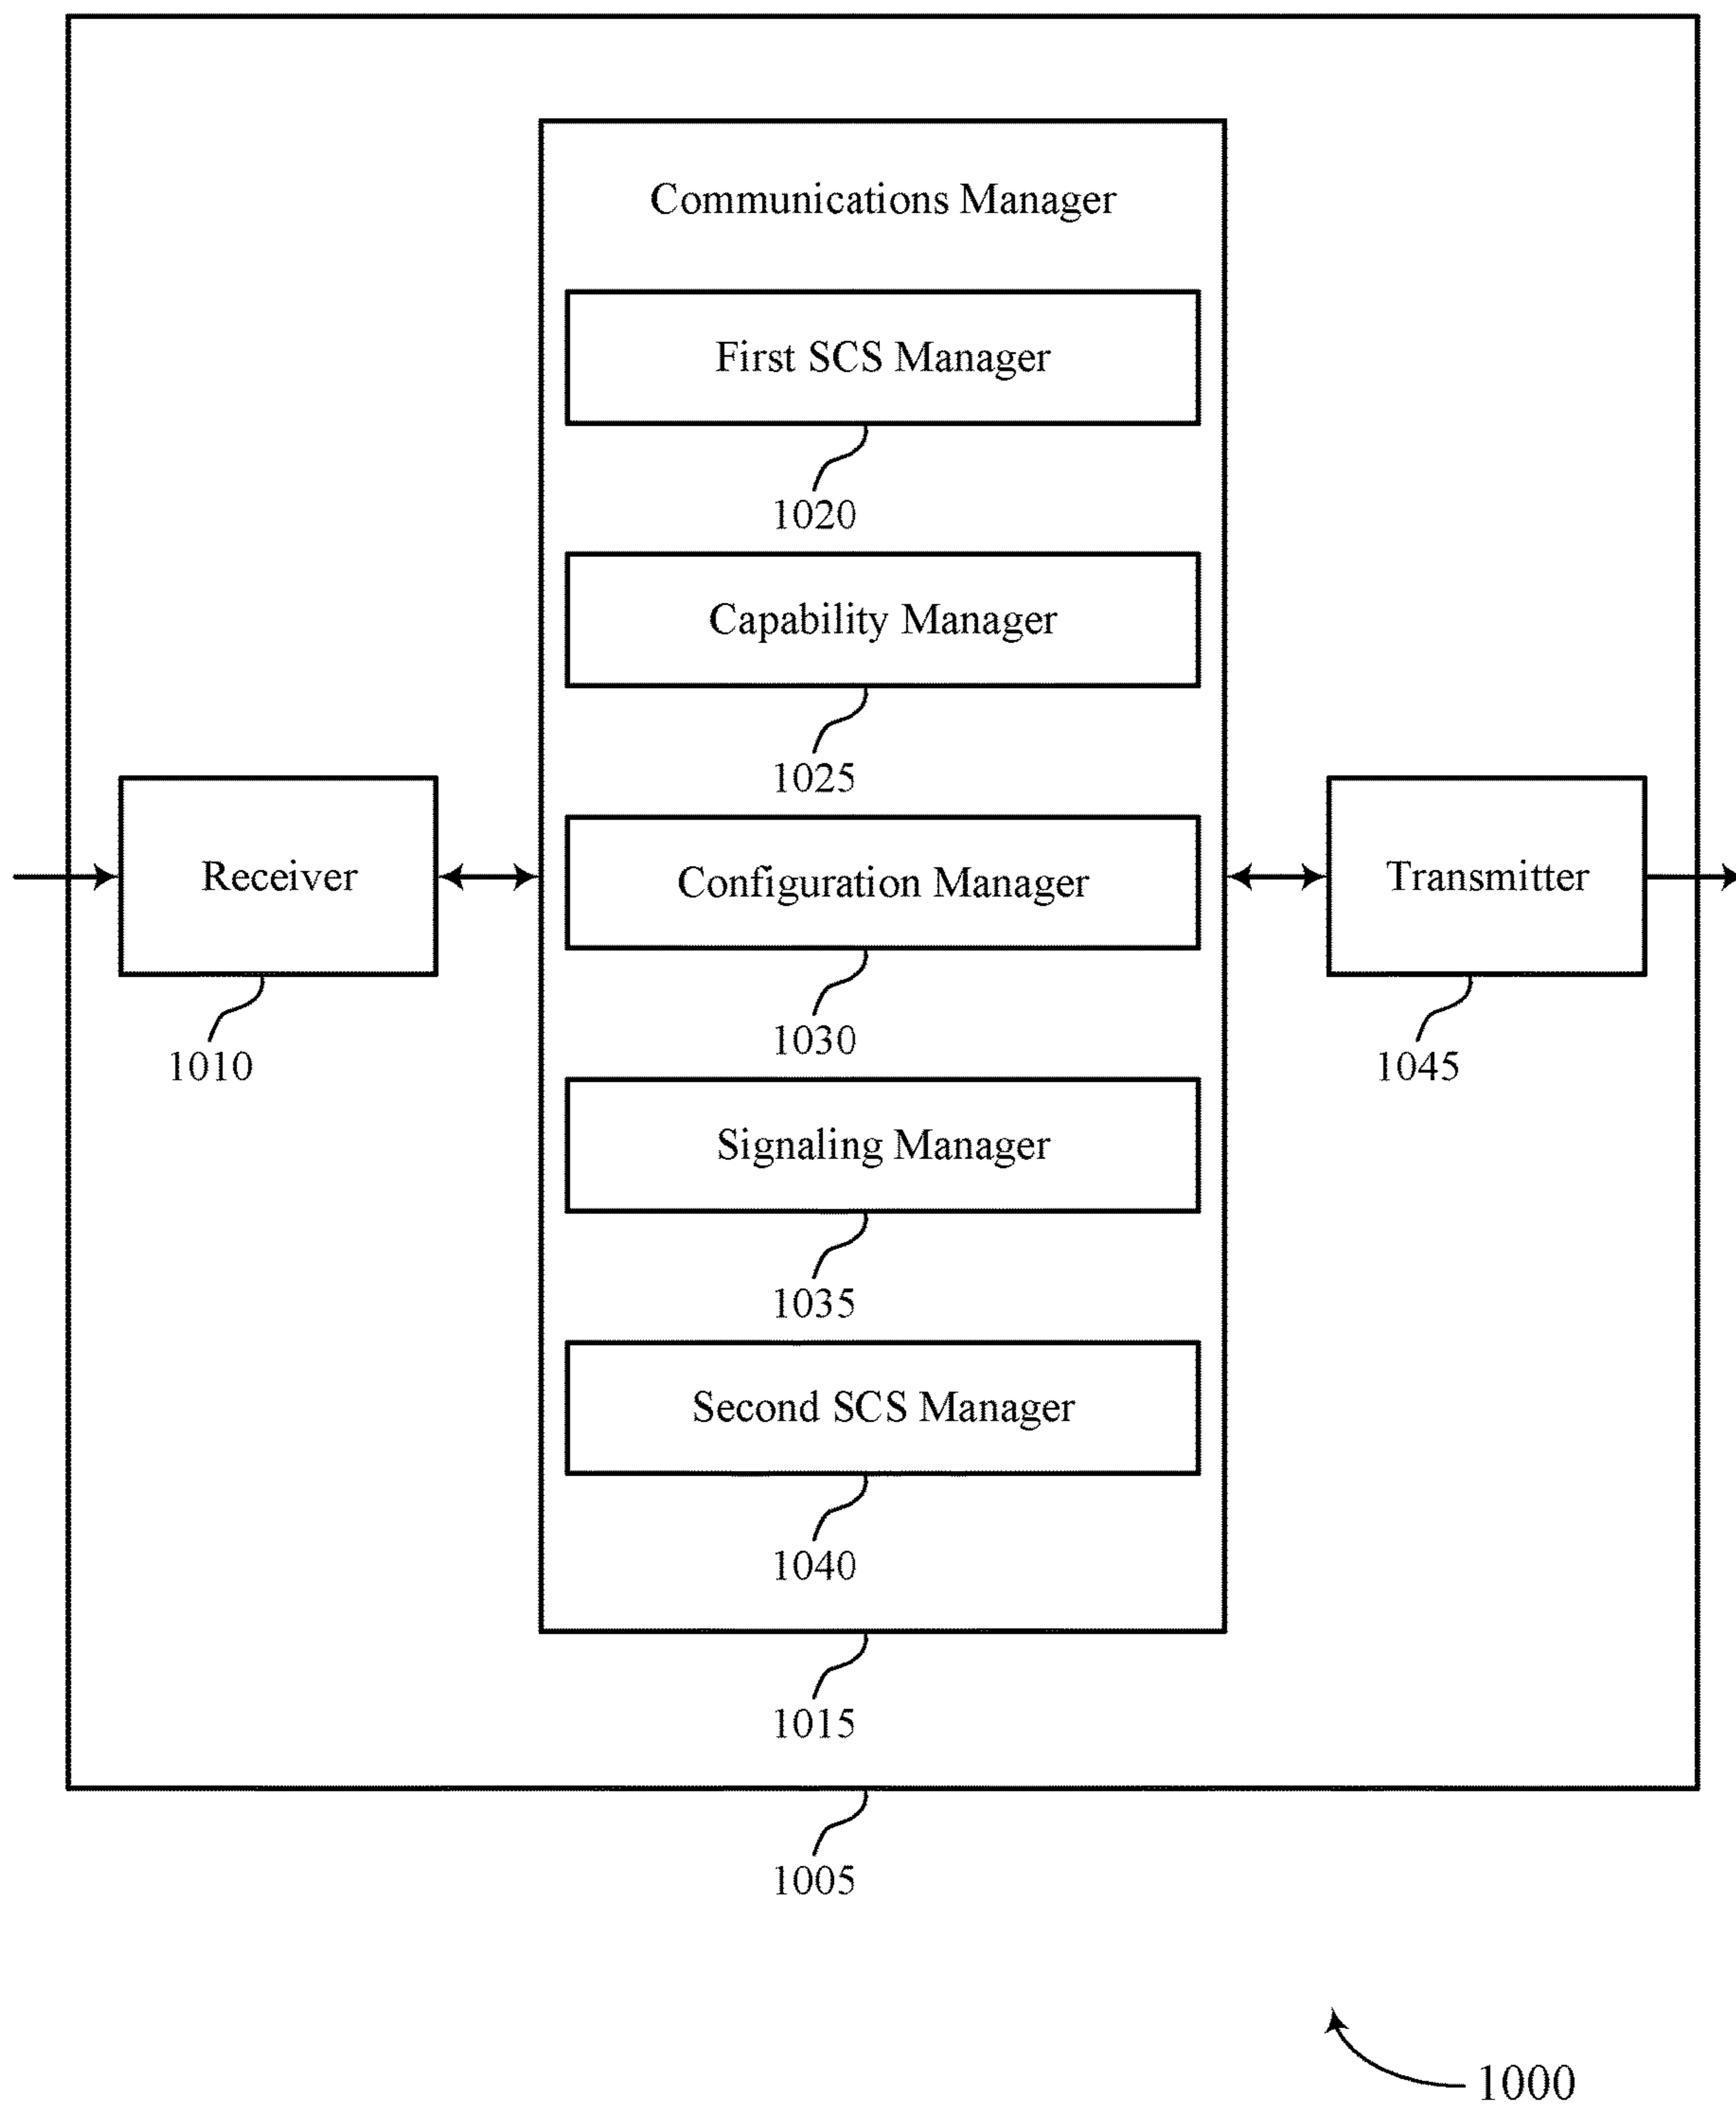 Communications Manager
First SCS Manager
1020
Capability Manager
1025
Receiver
Configuration Manager
Transmitter
1010
1030
1045
Signaling Manager
1035
Second SCS Manager
1040
1015
1005
1000